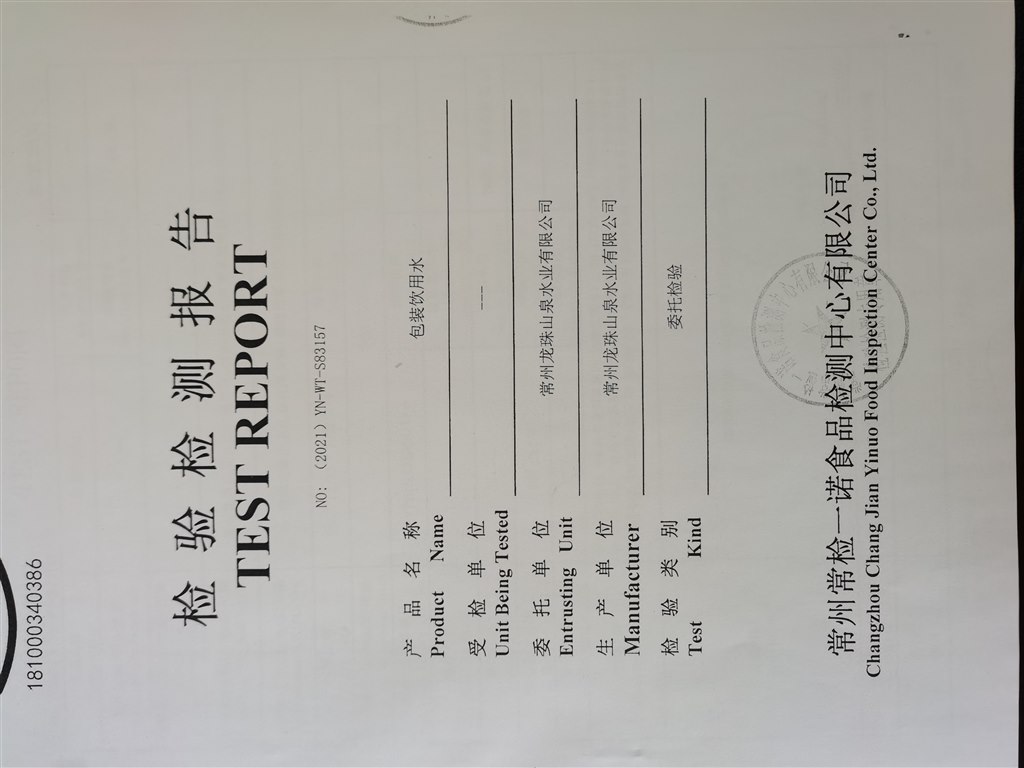 181000340386
检验检测报告
TEST REPORT
NO: (2021) YN-WT-S83157
产品名称 包装饮用水
Product Name
受检单位 ---
Unit Being Tested
委托单位 常州龙珠山泉水业有限公司
Entrusting Unit
生产单位 常州龙珠山泉水业有限公司
Manufacturer
检验类别 委托检验
Test Kind
常州常检一诺食品检测中心有限公司
Changzhou Chang Jian Yinuo Food Inspection Center Co., Ltd.